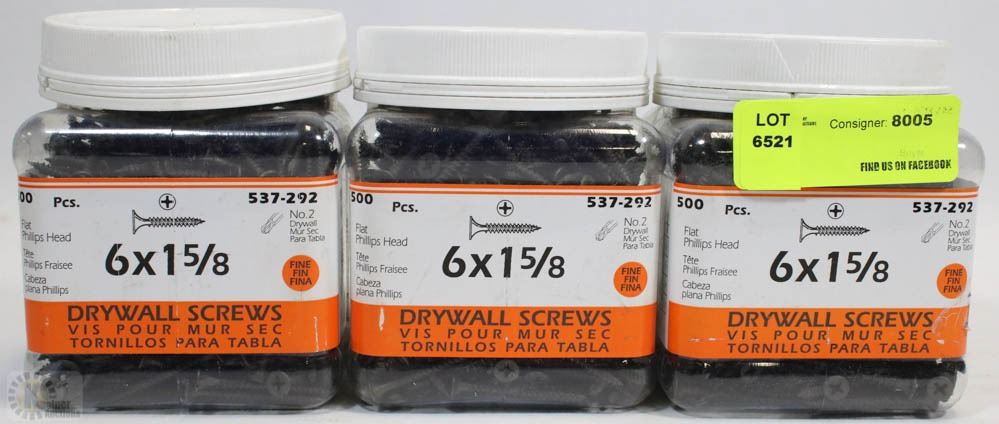 00 Pcs.
537-292
Flat
Phillips Head
No.2
Drywall
Mur Sec
Para Tabla
6x1 5/8
Tête
Phillips Fraisee
Cabeza
plana Phillips
FINE
FIN
FINA
DRYWALL SCREWS
VIS POUR MUR SEC
TORNILLOS PARA TABLA
500 Pcs.
537-292
Flat
Phillips Head
No.2
Drywall
Mur Sec
Para Tabla
6x1 5/8
Tête
Phillips Fraisee
Cabeza
plana Phillips
FINE
FIN
FINA
DRYWALL SCREWS
VIS POUR MUR SEC
TORNILLOS PARA TABLA
LOT
6521
Consigner: 8005
FIND US ON FACEBOOK
500 Pcs.
537-292
Flat
Phillips Head
No.2
Drywall
Mur Sec
Para Tabla
6x1 5/8
Tête
Phillips Fraisee
Cabeza
plana Phillips
FINE
FIN
FINA
DRYWALL SCREWS
VIS POUR MUR SEC
TORNILLOS PARA TABLA